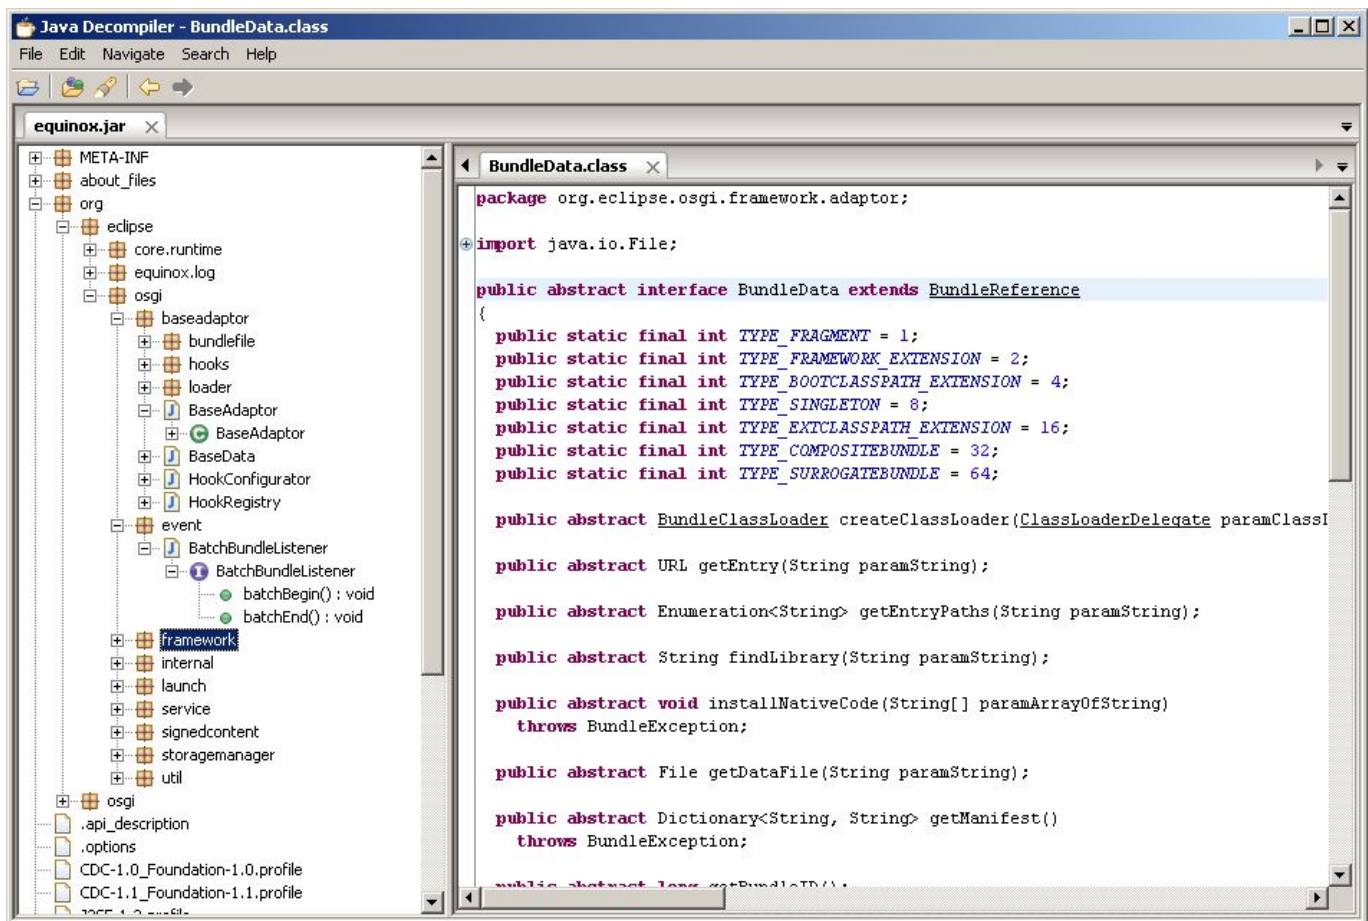 Java Decompiler - BundleData.class
File Edit Navigate Search Help
equinox.jar
META-INF
about_files
org
eclipse
core.runtime
equinox.log
osgi
baseadaptor
bundlefile
hooks
loader
BaseAdaptor
BaseAdaptor
BaseData
HookConfigurator
HookRegistry
event
BatchBundleListener
BatchBundleListener
batchBegin() : void
batchEnd() : void
framework
internal
launch
service
signedcontent
storagemanager
util
osgi
.api_description
.options
CDC-1.0_Foundation-1.0.profile
CDC-1.1_Foundation-1.1.profile
BundleData.class
package org.eclipse.osgi.framework.adaptor;
import java.io.File;
public abstract interface BundleData extends BundleReference
{
public static final int TYPE_FRAGMENT = 1;
public static final int TYPE_FRAMEWORK_EXTENSION = 2;
public static final int TYPE_BOOTCLASSPATH_EXTENSION = 4;
public static final int TYPE_SINGLETON = 8;
public static final int TYPE_EXTCLASSPATH_EXTENSION = 16;
public static final int TYPE_COMPOSITEBUNDLE = 32;
public static final int TYPE_SURROGATEBUNDLE = 64;
public abstract BundleClassLoader createClassLoader(ClassLoaderDelegate paramClassI
public abstract URL getEntry(String paramString);
public abstract Enumeration<String> getEntryPaths(String paramString);
public abstract String findLibrary(String paramString);
public abstract void installNativeCode(String[] paramArrayOfString)
throws BundleException;
public abstract File getDataFile(String paramString);
public abstract Dictionary<String, String> getManifest()
throws BundleException;
public abstract long getBundleID();